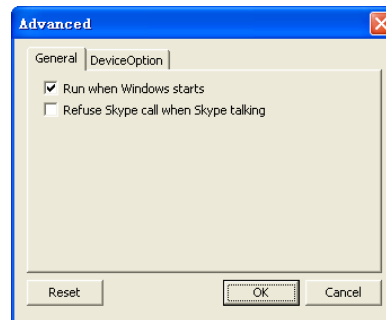 Advanced
General DeviceOption
Run when Windows starts
Refuse Skype call when Skype talking
Reset OK Cancel